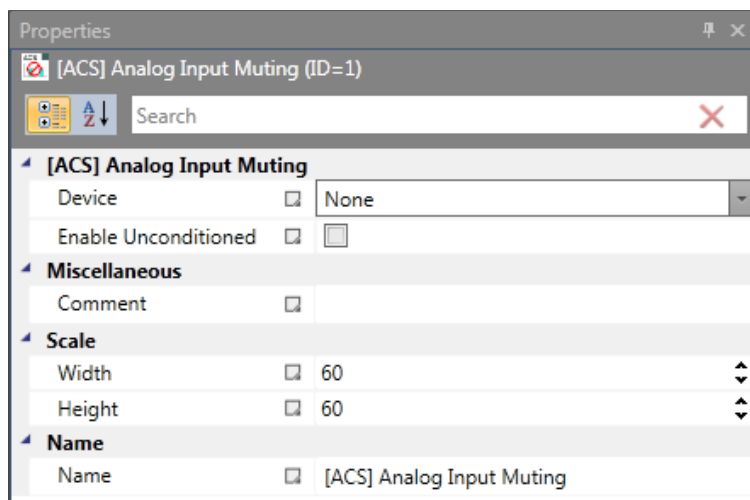 Properties
[ACS] Analog Input Muting (ID=1)
Search
[ACS] Analog Input Muting
Device None
Enable Unconditioned
Miscellaneous
Comment
Scale
Width 60
Height 60
Name
Name [ACS] Analog Input Muting